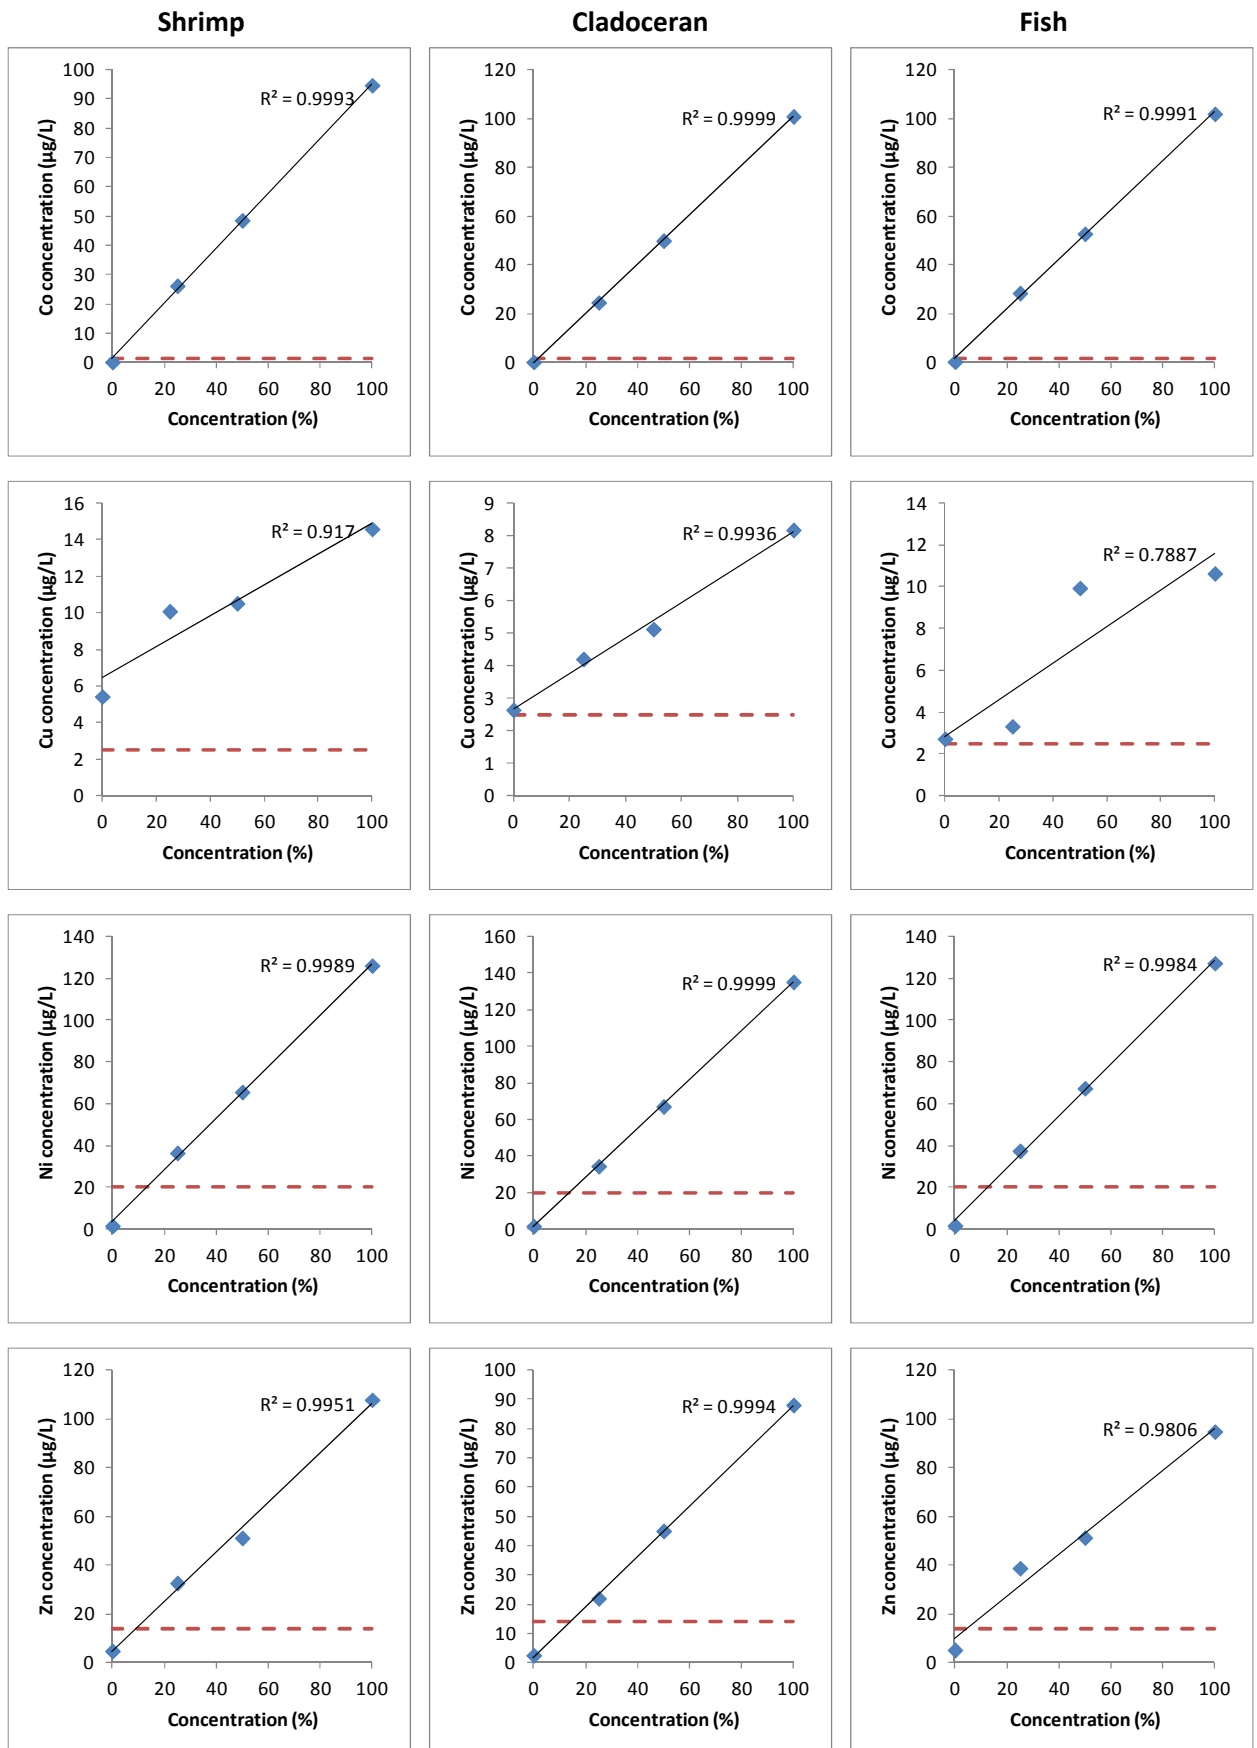 Shrimp
Cladoceran
Fish
Co concentration (µg/L)
100
90
80
70
60
50
40
30
20
10
0
R² = 0.9993
0 20 40 60 80 100
Concentration (%)
Co concentration (µg/L)
120
100
80
60
40
20
0
R² = 0.9999
0 20 40 60 80 100
Concentration (%)
Co concentration (µg/L)
120
100
80
60
40
20
0
R² = 0.9991
0 20 40 60 80 100
Concentration (%)
Cu concentration (µg/L)
16
14
12
10
8
6
4
2
0
R² = 0.917
0 20 40 60 80 100
Concentration (%)
Cu concentration (µg/L)
9
8
7
6
5
4
3
2
1
0
R² = 0.9936
0 20 40 60 80 100
Concentration (%)
Cu concentration (µg/L)
14
12
10
8
6
4
2
0
R² = 0.7887
0 20 40 60 80 100
Concentration (%)
Ni concentration (µg/L)
140
120
100
80
60
40
20
0
R² = 0.9989
0 20 40 60 80 100
Concentration (%)
Ni concentration (µg/L)
160
140
120
100
80
60
40
20
0
R² = 0.9999
0 20 40 60 80 100
Concentration (%)
Ni concentration (µg/L)
140
120
100
80
60
40
20
0
R² = 0.9984
0 20 40 60 80 100
Concentration (%)
Zn concentration (µg/L)
120
100
80
60
40
20
0
R² = 0.9951
0 20 40 60 80 100
Concentration (%)
Zn concentration (µg/L)
100
90
80
70
60
50
40
30
20
10
0
R² = 0.9994
0 20 40 60 80 100
Concentration (%)
Zn concentration (µg/L)
120
100
80
60
40
20
0
R² = 0.9806
0 20 40 60 80 100
Concentration (%)